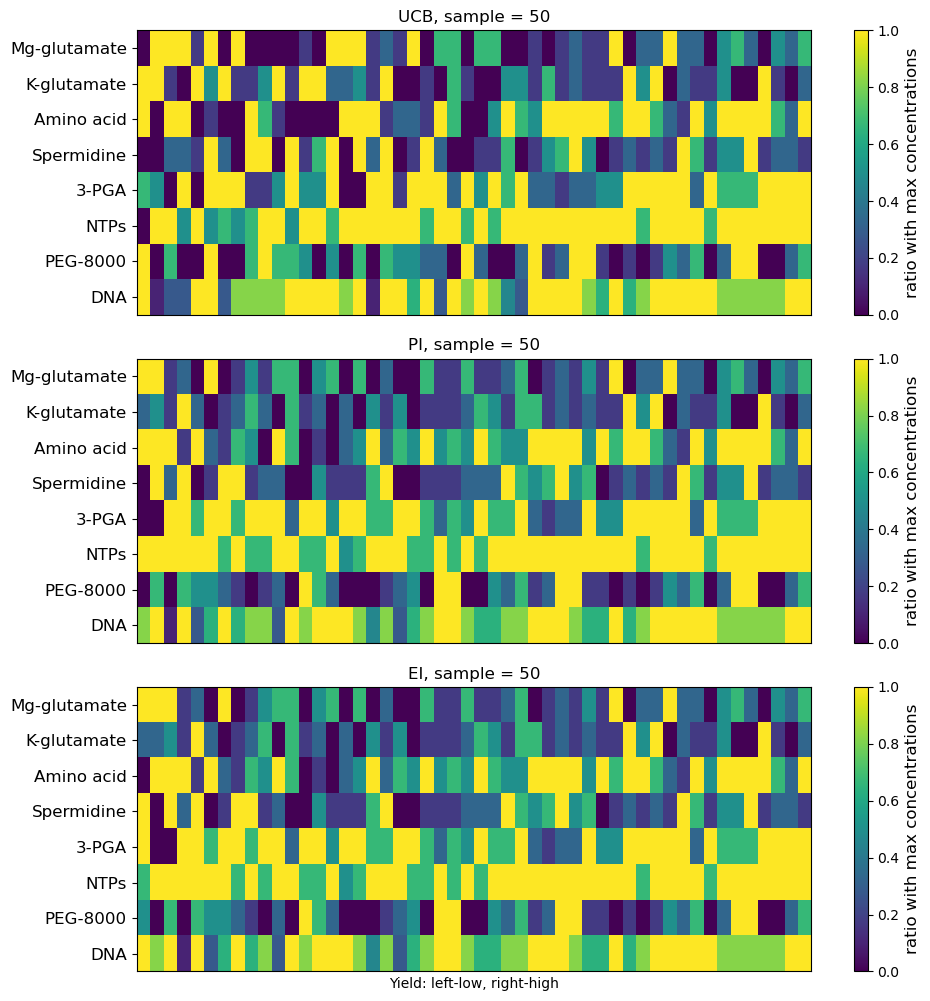 UCB, sample = 50
Mg-glutamate
K-glutamate
Amino acid
Spermidine
3-PGA
NTPs
PEG-8000
DNA
1.0
0.8
0.6
0.4
0.2
0.0
ratio with max concentrations
PI, sample = 50
Mg-glutamate
K-glutamate
Amino acid
Spermidine
3-PGA
NTPs
PEG-8000
DNA
1.0
0.8
0.6
0.4
0.2
0.0
ratio with max concentrations
EI, sample = 50
Mg-glutamate
K-glutamate
Amino acid
Spermidine
3-PGA
NTPs
PEG-8000
DNA
1.0
0.8
0.6
0.4
0.2
0.0
ratio with max concentrations
Yield: left-low, right-high